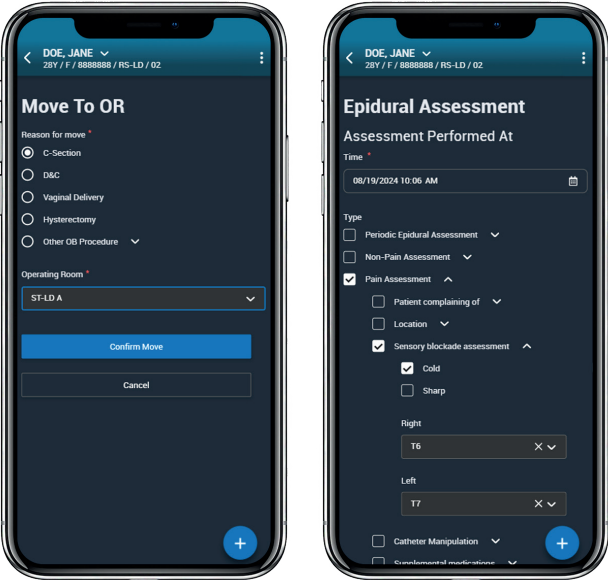 DOE, JANE
28Y / F / 8888888 / RS-LD / 02
Move To OR
Reason for move *
C-Section
D&C
Vaginal Delivery
Hysterectomy
Other OB Procedure
Operating Room *
ST-LD A
Confirm Move
Cancel
+
DOE, JANE
28Y / F / 8888888 / RS-LD / 02
Epidural Assessment
Assessment Performed At
Time *
08/19/2024 10:06 AM
Type
Periodic Epidural Assessment
Non-Pain Assessment
Pain Assessment
Patient complaining of
Location
Sensory blockade assessment
Cold
Sharp
Right
T6
Left
T7
Catheter Manipulation
+
Supplemental medications